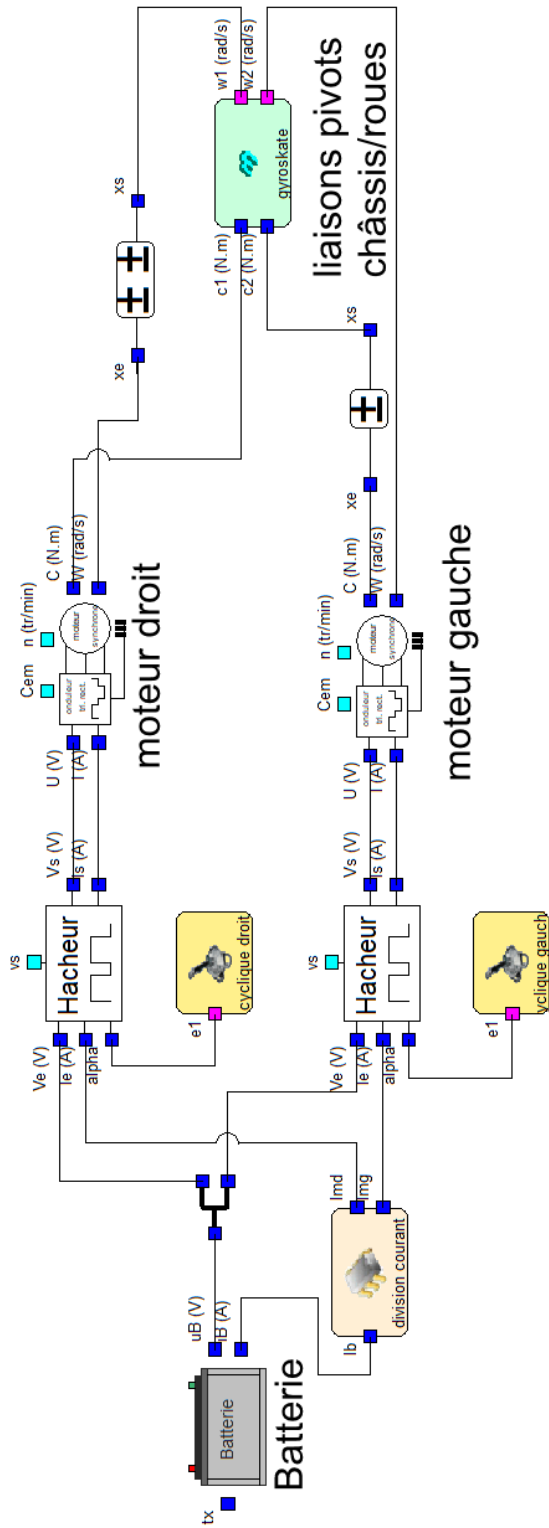 tx
Batterie
Batterie
uB (V)
iB (A)
Ib
division courant
Imd
Img
Ve (V)
Ie (A)
alpha
vs
Hacheur
Vs (V)
Is (A)
e1
cyclique droit
U (V)
I (A)
Cem
n (tr/min)
onduleur
tri. rect.
moteur
synchrone
C (N.m)
W (rad/s)
moteur droit
xe
±±
±±
xs
Ve (V)
Ie (A)
alpha
vs
Hacheur
Vs (V)
Is (A)
e1
yclique gauch
U (V)
I (A)
Cem
n (tr/min)
onduleur
tri. rect.
moteur
synchrone
C (N.m)
W (rad/s)
moteur gauche
xe
±
xs
c1 (N.m)
c2 (N.m)
gyroskate
w1 (rad/s)
w2 (rad/s)
liaisons pivots
châssis/roues